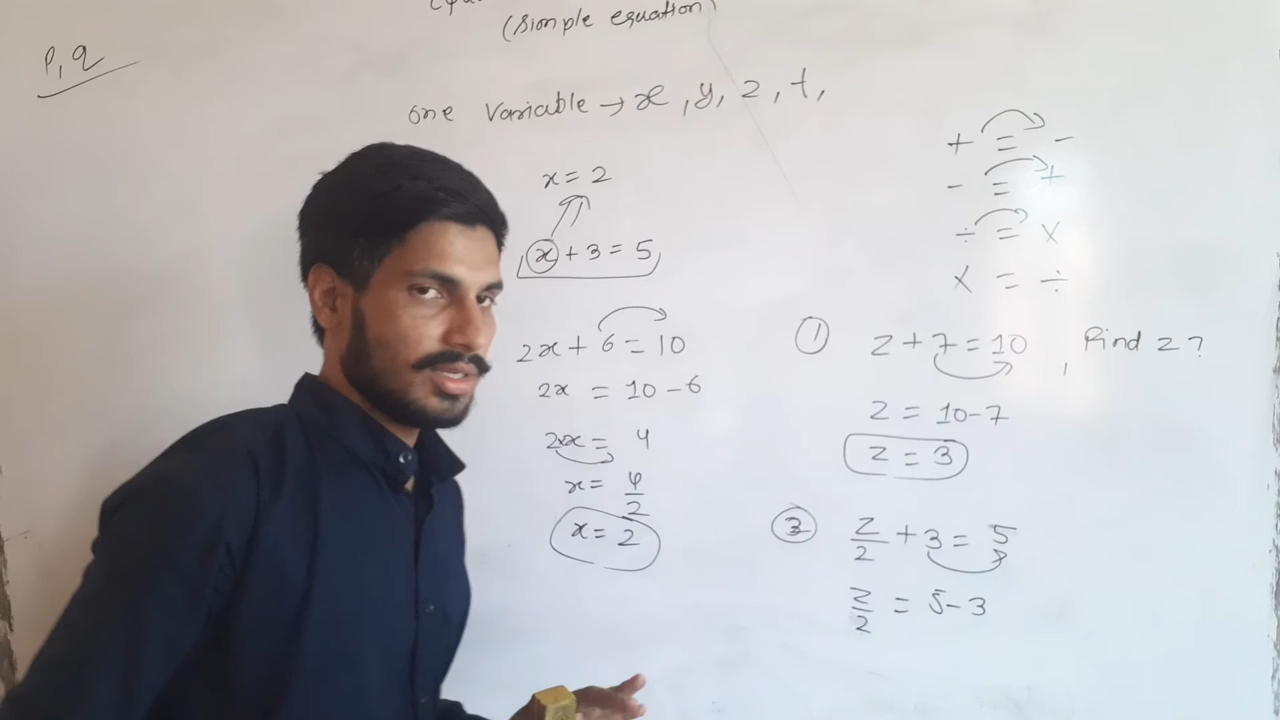 (Simple equation)
P, q
one Variable → x, y, z, t,
x = 2
x + 3 = 5
2x + 6 = 10
2x = 10 - 6
2x = 4
x = 4/2
x = 2
+ = -
- = +
÷ = ×
× = ÷
① z + 7 = 10, Find z?
z = 10 - 7
z = 3
② z/2 + 3 = 5
z/2 = 5 - 3